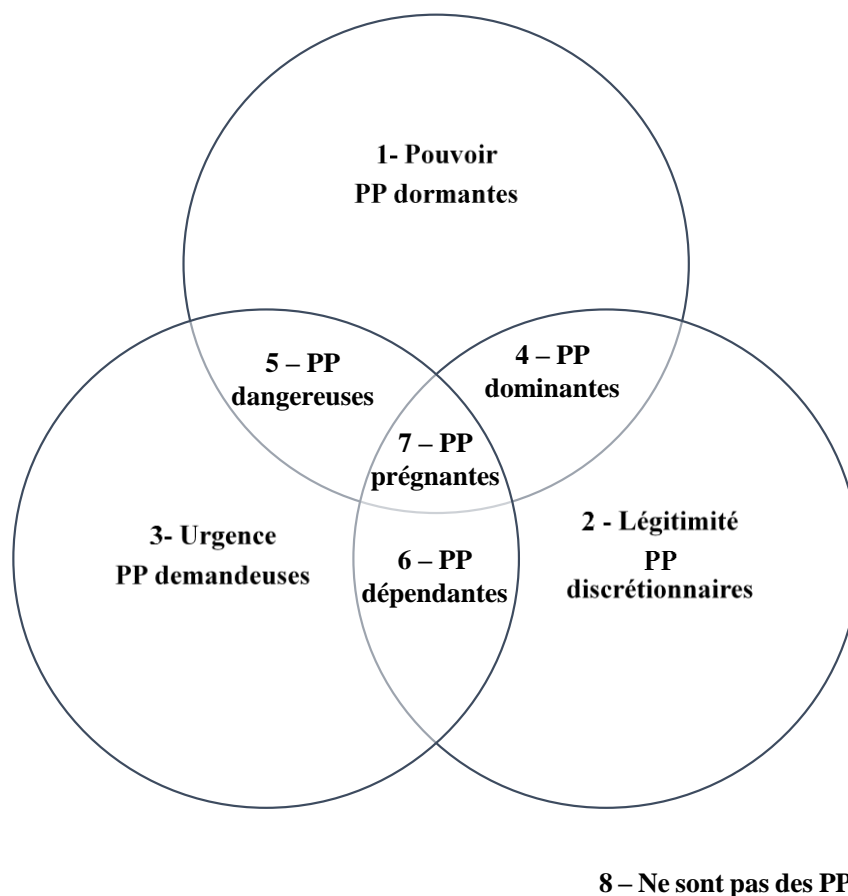 1- Pouvoir
PP dormantes
5 – PP
dangereuses
4 – PP
dominantes
7 – PP
prégnantes
3- Urgence
PP demandeuses
6 – PP
dépendantes
2 - Légitimité
PP
discrétionnaires
8 – Ne sont pas des PP